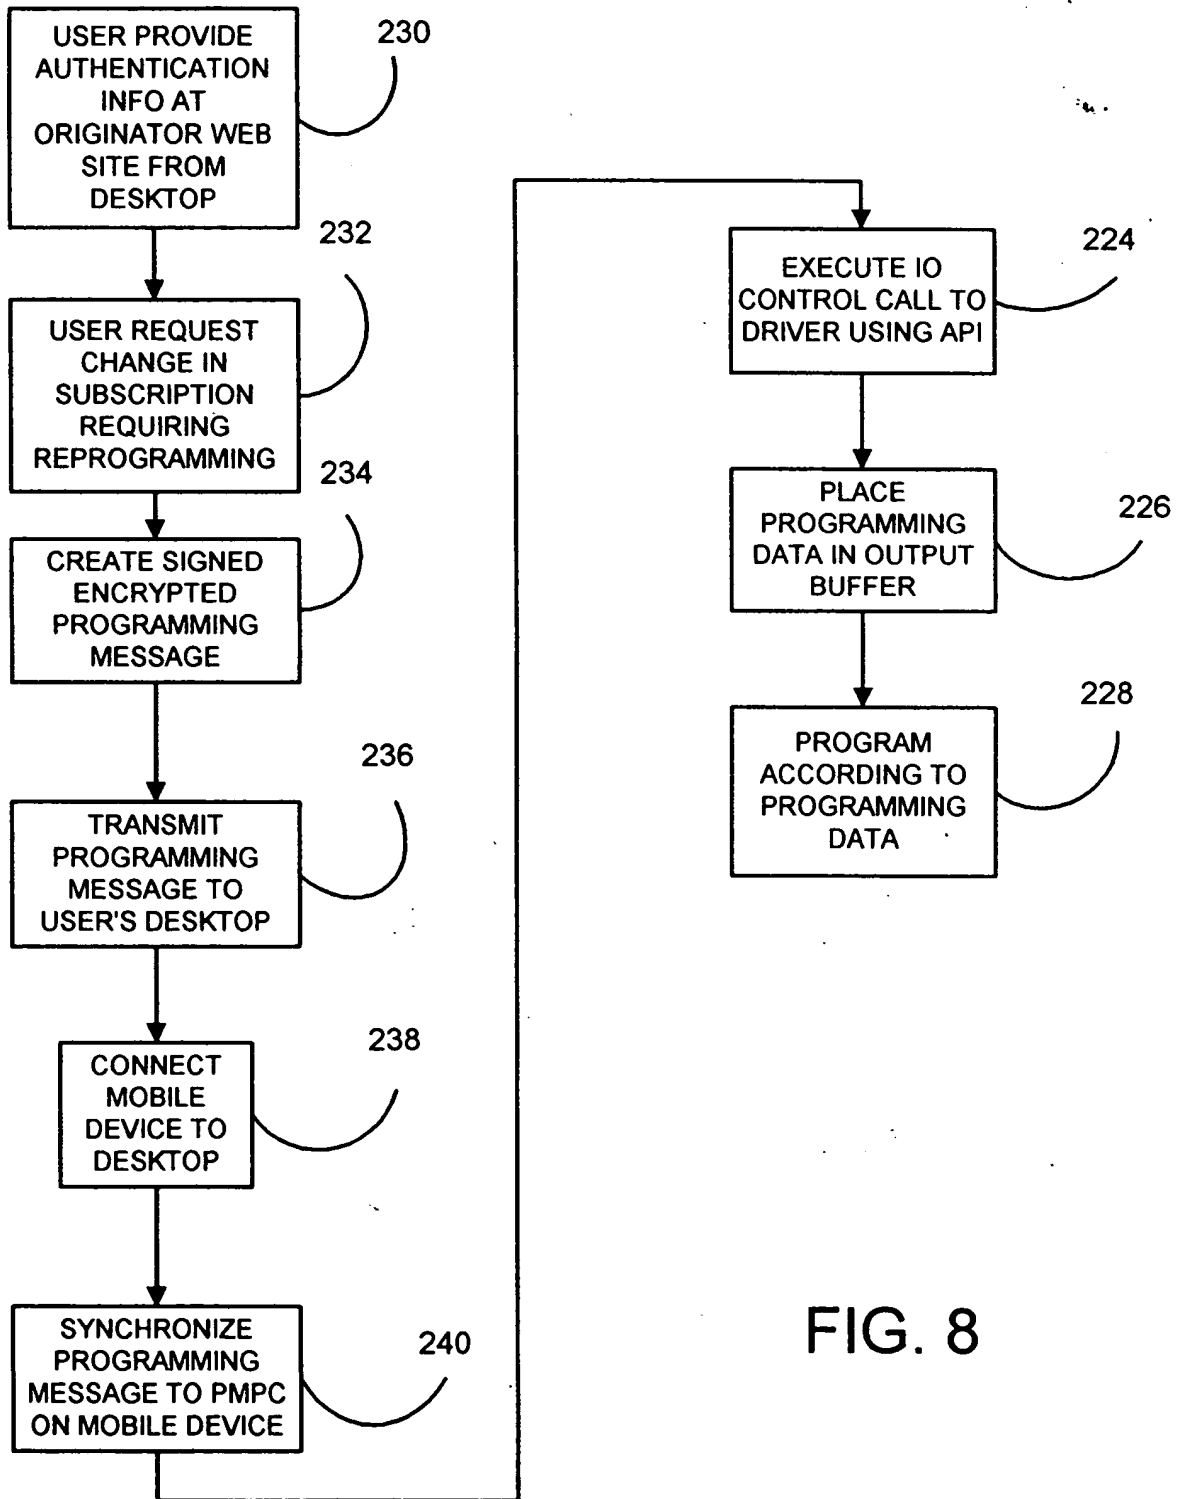 USER PROVIDE
AUTHENTICATION
INFO AT
ORIGINATOR WEB
SITE FROM
DESKTOP
230
USER REQUEST
CHANGE IN
SUBSCRIPTION
REQUIRING
REPROGRAMMING
232
CREATE SIGNED
ENCRYPTED
PROGRAMMING
MESSAGE
234
TRANSMIT
PROGRAMMING
MESSAGE TO
USER'S DESKTOP
236
CONNECT
MOBILE
DEVICE TO
DESKTOP
238
SYNCHRONIZE
PROGRAMMING
MESSAGE TO PMPC
ON MOBILE DEVICE
240
EXECUTE IO
CONTROL CALL TO
DRIVER USING API
224
PLACE
PROGRAMMING
DATA IN OUTPUT
BUFFER
226
PROGRAM
ACCORDING TO
PROGRAMMING
DATA
228
FIG. 8